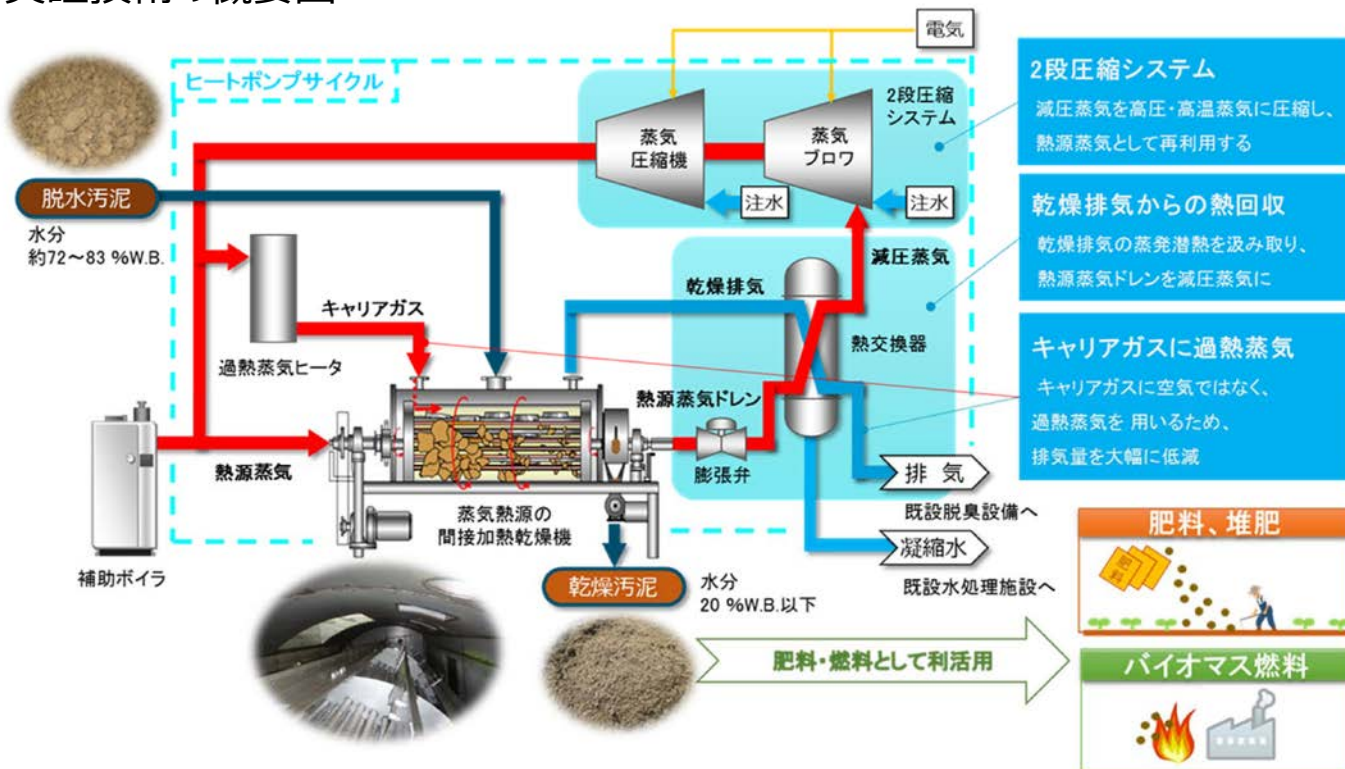 電気
ヒートポンプサイクル
2段圧縮
システム
蒸気
圧縮機
蒸気
ブロワ
注水
注水
2段圧縮システム
減圧蒸気を高圧・高温蒸気に圧縮し、
熱源蒸気として再利用する
脱水汚泥
水分
約72～83 %W.B.
乾燥排気からの熱回収
乾燥排気の蒸発潜熱を汲み取り、
熱源蒸気ドレンを減圧蒸気に
減圧蒸気
乾燥排気
キャリアガス
過熱蒸気ヒータ
熱交換器
キャリアガスに過熱蒸気
キャリアガスに空気ではなく、
過熱蒸気を 用いるため、
排気量を大幅に低減
熱源蒸気ドレン
膨張弁
熱源蒸気
排 気
既設脱臭設備へ
蒸気熱源の
間接加熱乾燥機
凝縮水
既設水処理施設へ
補助ボイラ
乾燥汚泥
水分
20 %W.B.以下
肥料、堆肥
肥料
肥料・燃料として利活用
バイオマス燃料